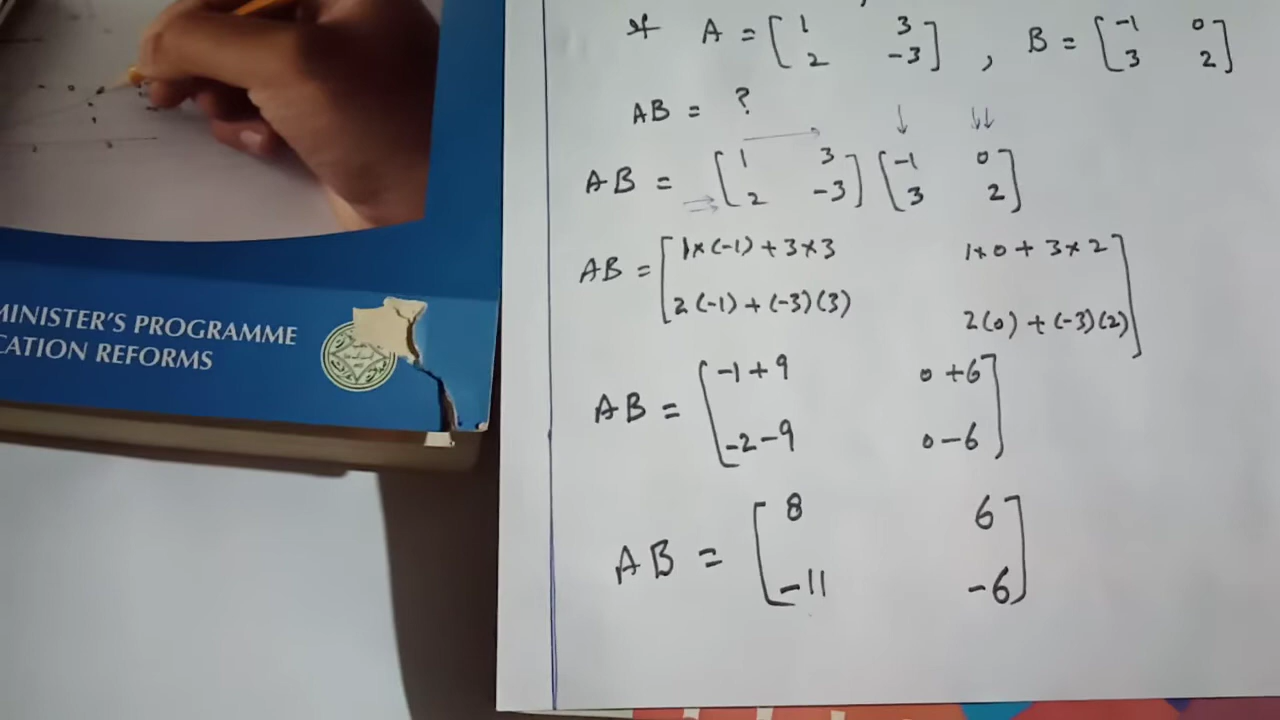 MINISTER'S PROGRAMME
CATION REFORMS
If A = [1 3
2 -3] , B = [-1 0
3 2]
AB = ?
AB = [1 3
2 -3] [-1 0
3 2]
AB = [1×(-1) + 3×3 1×0 + 3×2
2(-1) + (-3)(3) 2(0) + (-3)(2)]
AB = [-1+9 0+6
-2-9 0-6]
AB = [8 6
-11 -6]